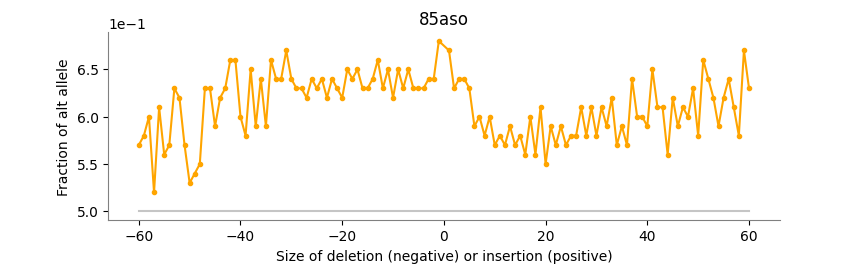 85aso
1e−1
6.5
6.0
5.5
5.0
Fraction of alt allele
−60 −40 −20 0 20 40 60
Size of deletion (negative) or insertion (positive)